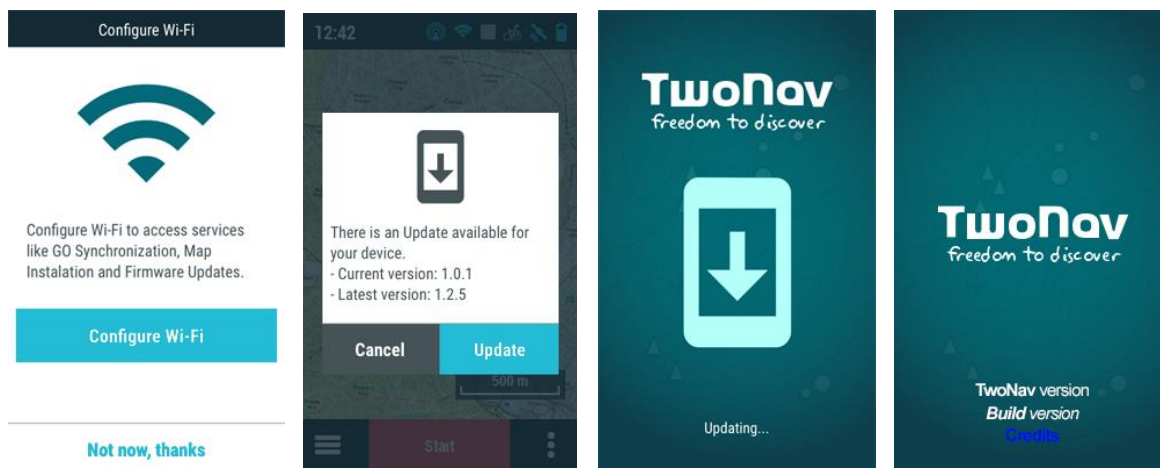 Configure Wi-Fi
Configure Wi-Fi to access services
like GO Synchronization, Map
Instalation and Firmware Updates.
Configure Wi-Fi
Not now, thanks
12:42
There is an Update available for
your device.
- Current version: 1.0.1
- Latest version: 1.2.5
Cancel
Update
500 m
Start
TwoNav
freedom to discover
Updating...
TwoNav
freedom to discover
TwoNav version
Build version
Credits